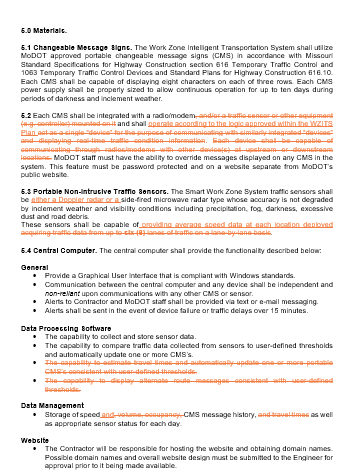 5.0 Materials.
5.1 Changeable Message Signs. The Work Zone Intelligent Transportation System shall utilize
MoDOT approved portable changeable message signs (CMS) in accordance with Missouri
Standard Specifications for Highway Construction section 616 Temporary Traffic Control and
1063 Temporary Traffic Control Devices and Standard Plans for Highway Construction 616.10.
Each CMS shall be capable of displaying eight characters on each of three rows. Each CMS
power supply shall be properly sized to allow continuous operation for up to ten days during
periods of darkness and inclement weather.
5.2 Each CMS shall be integrated with a radio/modem, and/or a traffic sensor or other equipment
(e.g. controller) mounted on it and shall operate according to the logic approved within the WZITS
Plan act as a single "device" for the purpose of communicating with similarly integrated "devices"
and displaying real-time traffic condition information. Each device shall be capable of
communicating through radios/modems with other device(s) at upstream or downstream
locations. MoDOT staff must have the ability to override messages displayed on any CMS in the
system. This feature must be password protected and on a website separate from MoDOT's
public website.
5.3 Portable Non-Intrusive Traffic Sensors. The Smart Work Zone System traffic sensors shall
be either a Doppler radar or a side-fired microwave radar type whose accuracy is not degraded
by inclement weather and visibility conditions including precipitation, fog, darkness, excessive
dust and road debris.
These sensors shall be capable of providing average speed data at each location deployed
acquiring traffic data from up to six (6) lanes of traffic on a lane-by-lane basis.
5.4 Central Computer. The central computer shall provide the functionality described below:
General
• Provide a Graphical User Interface that is compliant with Windows standards.
• Communication between the central computer and any device shall be independent and
non-reliant upon communications with any other CMS or sensor.
• Alerts to Contractor and MoDOT staff shall be provided via text or e-mail messaging.
• Alerts shall be sent in the event of device failure or traffic delays over 15 minutes.
Data Processing Software
• The capability to collect and store sensor data.
• The capability to compare traffic data collected from sensors to user-defined thresholds
and automatically update one or more CMS's.
• The capability to estimate travel times and automatically update one or more portable
CMS's consistent with user-defined thresholds.
• The capability to display alternate route messages consistent with user-defined
thresholds.
Data Management
• Storage of speed and, volume, occupancy, CMS message history, and travel times as well
as appropriate sensor status for each day.
Website
• The Contractor will be responsible for hosting the website and obtaining domain names.
Possible domain names and overall website design must be submitted to the Engineer for
approval prior to it being made available.